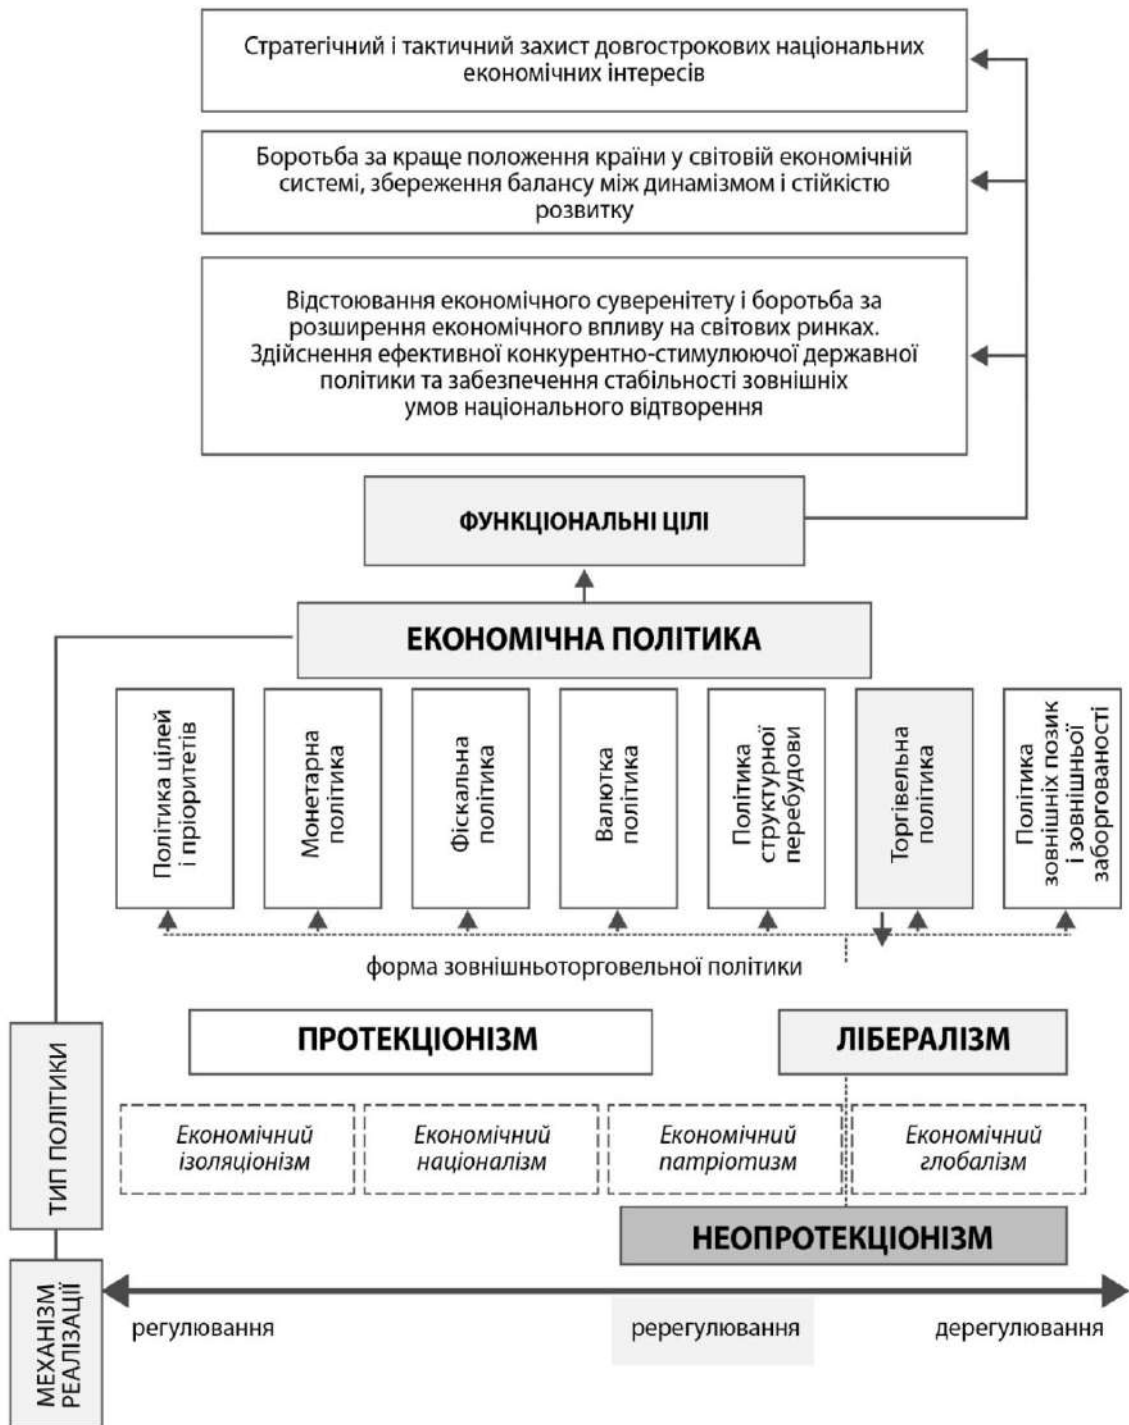 Стратегічний і тактичний захист довгострокових національних
економічних інтересів
Боротьба за краще положення країни у світовій економічній
системі, збереження балансу між динамізмом і стійкістю
розвитку
Відстоювання економічного суверенітету і боротьба за
розширення економічного впливу на світових ринках.
Здійснення ефективної конкурентно-стимулюючої державної
політики та забезпечення стабільності зовнішніх
умов національного відтворення
ФУНКЦІОНАЛЬНІ ЦІЛІ
ЕКОНОМІЧНА ПОЛІТИКА
Політика цілей
і пріоритетів
Монетарна
політика
Фіскальна
політика
Валютка
політика
Політика
структурної
перебудови
Торгівельна
політика
Політика
зовнішніх позик
і зовнішньої
заборгованості
форма зовнішньоторговельної політики
ТИП ПОЛІТИКИ
ПРОТЕКЦІОНІЗМ
ЛІБЕРАЛІЗМ
Економічний
ізоляціонізм
Економічний
націоналізм
Економічний
патріотизм
Економічний
глобалізм
НЕОПРОТЕКЦІОНІЗМ
МЕХАНІЗМ
РЕАЛІЗАЦІЇ
регулювання
ререгулювання
дерегулювання